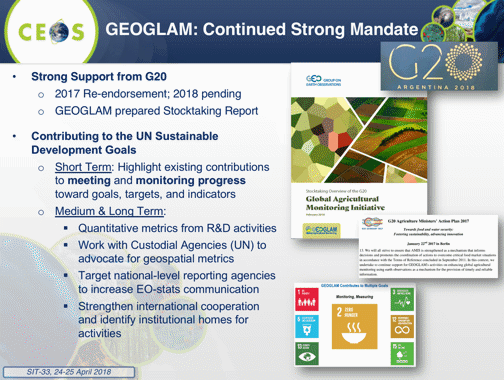 CEOS
GEOGLAM: Continued Strong Mandate
• Strong Support from G20
o 2017 Re-endorsement; 2018 pending
o GEOGLAM prepared Stocktaking Report
• Contributing to the UN Sustainable
Development Goals
o Short Term: Highlight existing contributions
to meeting and monitoring progress
toward goals, targets, and indicators
o Medium & Long Term:
▪ Quantitative metrics from R&D activities
▪ Work with Custodial Agencies (UN) to
advocate for geospatial metrics
▪ Target national-level reporting agencies
to increase EO-stats communication
▪ Strengthen international cooperation
and identify institutional homes for
activities
G20
ARGENTINA 2018
GEO GROUP ON
EARTH OBSERVATIONS
Stocktaking Overview of the G20
Global Agricultural
Monitoring Initiative
February 2018
GEOGLAM
G20 Agriculture Ministers' Action Plan 2017
Towards food and water security:
Fostering sustainability, advancing innovation
January 22nd 2017 in Berlin
GEOGLAM Contributes to Multiple Goals
Monitoring, Measuring
2 ZERO
HUNGER
SIT-33, 24-25 April 2018